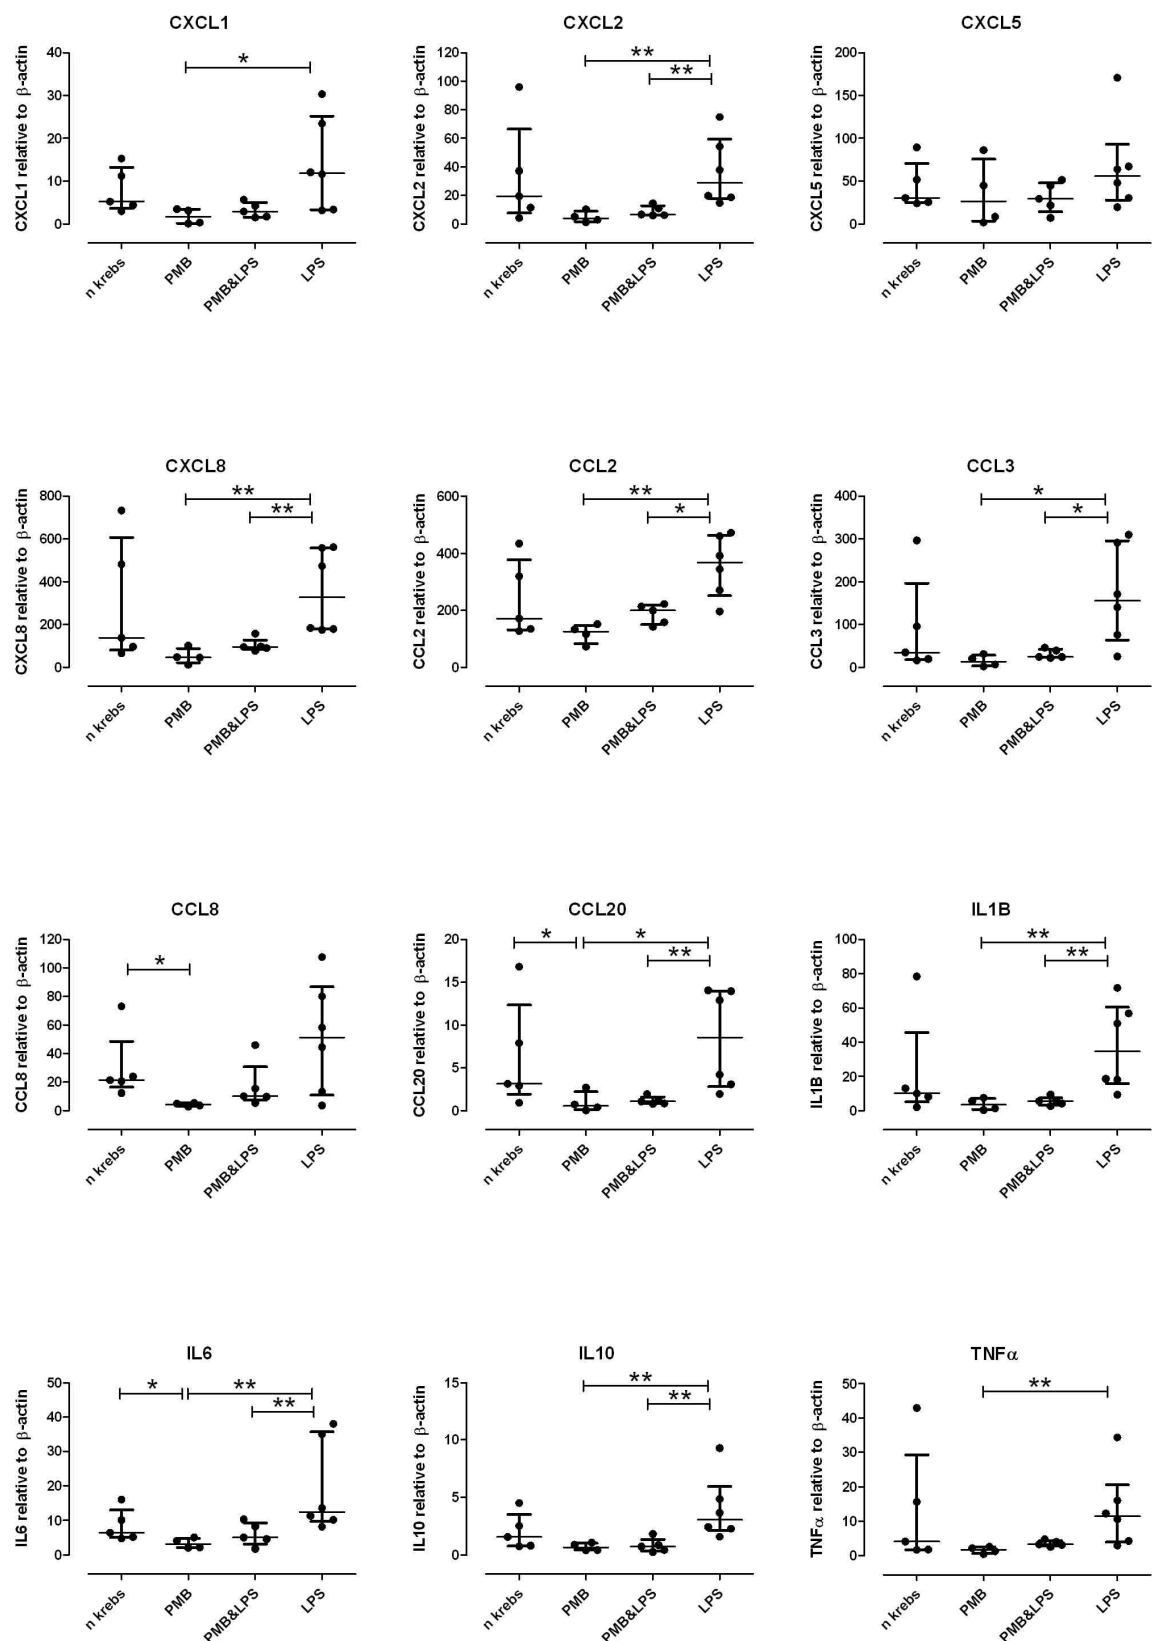 CXCL1
CXCL1 relative to β-actin
40
30
20
10
0
*
n krebs
PMB
PMB&LPS
LPS
CXCL2
CXCL2 relative to β-actin
120
100
80
60
40
20
0
**
**
n krebs
PMB
PMB&LPS
LPS
CXCL5
CXCL5 relative to β-actin
200
150
100
50
0
n krebs
PMB
PMB&LPS
LPS
CXCL8
CXCL8 relative to β-actin
800
600
400
200
0
**
**
n krebs
PMB
PMB&LPS
LPS
CCL2
CCL2 relative to β-actin
600
400
200
0
**
*
n krebs
PMB
PMB&LPS
LPS
CCL3
CCL3 relaitve to β-actin
400
300
200
100
0
*
*
n krebs
PMB
PMB&LPS
LPS
CCL8
CCL8 relative to β-actin
120
100
80
60
40
20
0
*
n krebs
PMB
PMB&LPS
LPS
CCL20
CCL20 relative to β-actin
20
15
10
5
0
*
*
**
n krebs
PMB
PMB&LPS
LPS
IL1B
IL1B relative to β-actin
100
80
60
40
20
0
**
**
n krebs
PMB
PMB&LPS
LPS
IL6
IL6 relative to β-actin
50
40
30
20
10
0
*
**
**
n krebs
PMB
PMB&LPS
LPS
IL10
IL10 relative to β-actin
15
10
5
0
**
**
n krebs
PMB
PMB&LPS
LPS
TNFα
TNFα relative to β-actin
50
40
30
20
10
0
**
n krebs
PMB
PMB&LPS
LPS